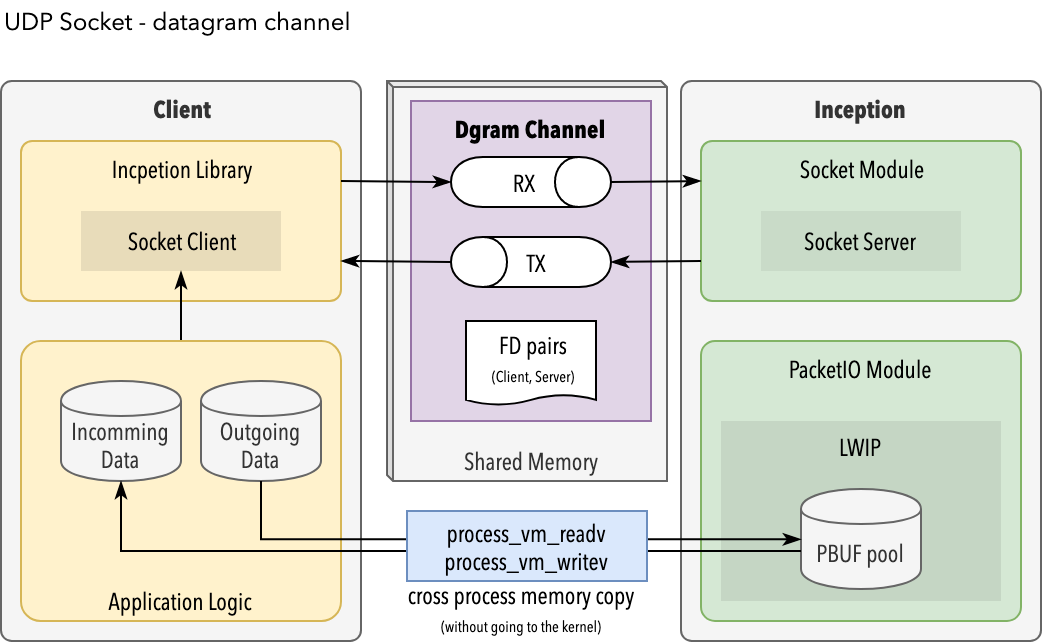 UDP Socket - datagram channel
Client
Incpetion Library
Socket Client
Incomming
Data
Outgoing
Data
Application Logic
Dgram Channel
RX
TX
FD pairs
(Client, Server)
Shared Memory
process_vm_readv
process_vm_writev
cross process memory copy
(without going to the kernel)
Inception
Socket Module
Socket Server
PacketIO Module
LWIP
PBUF pool